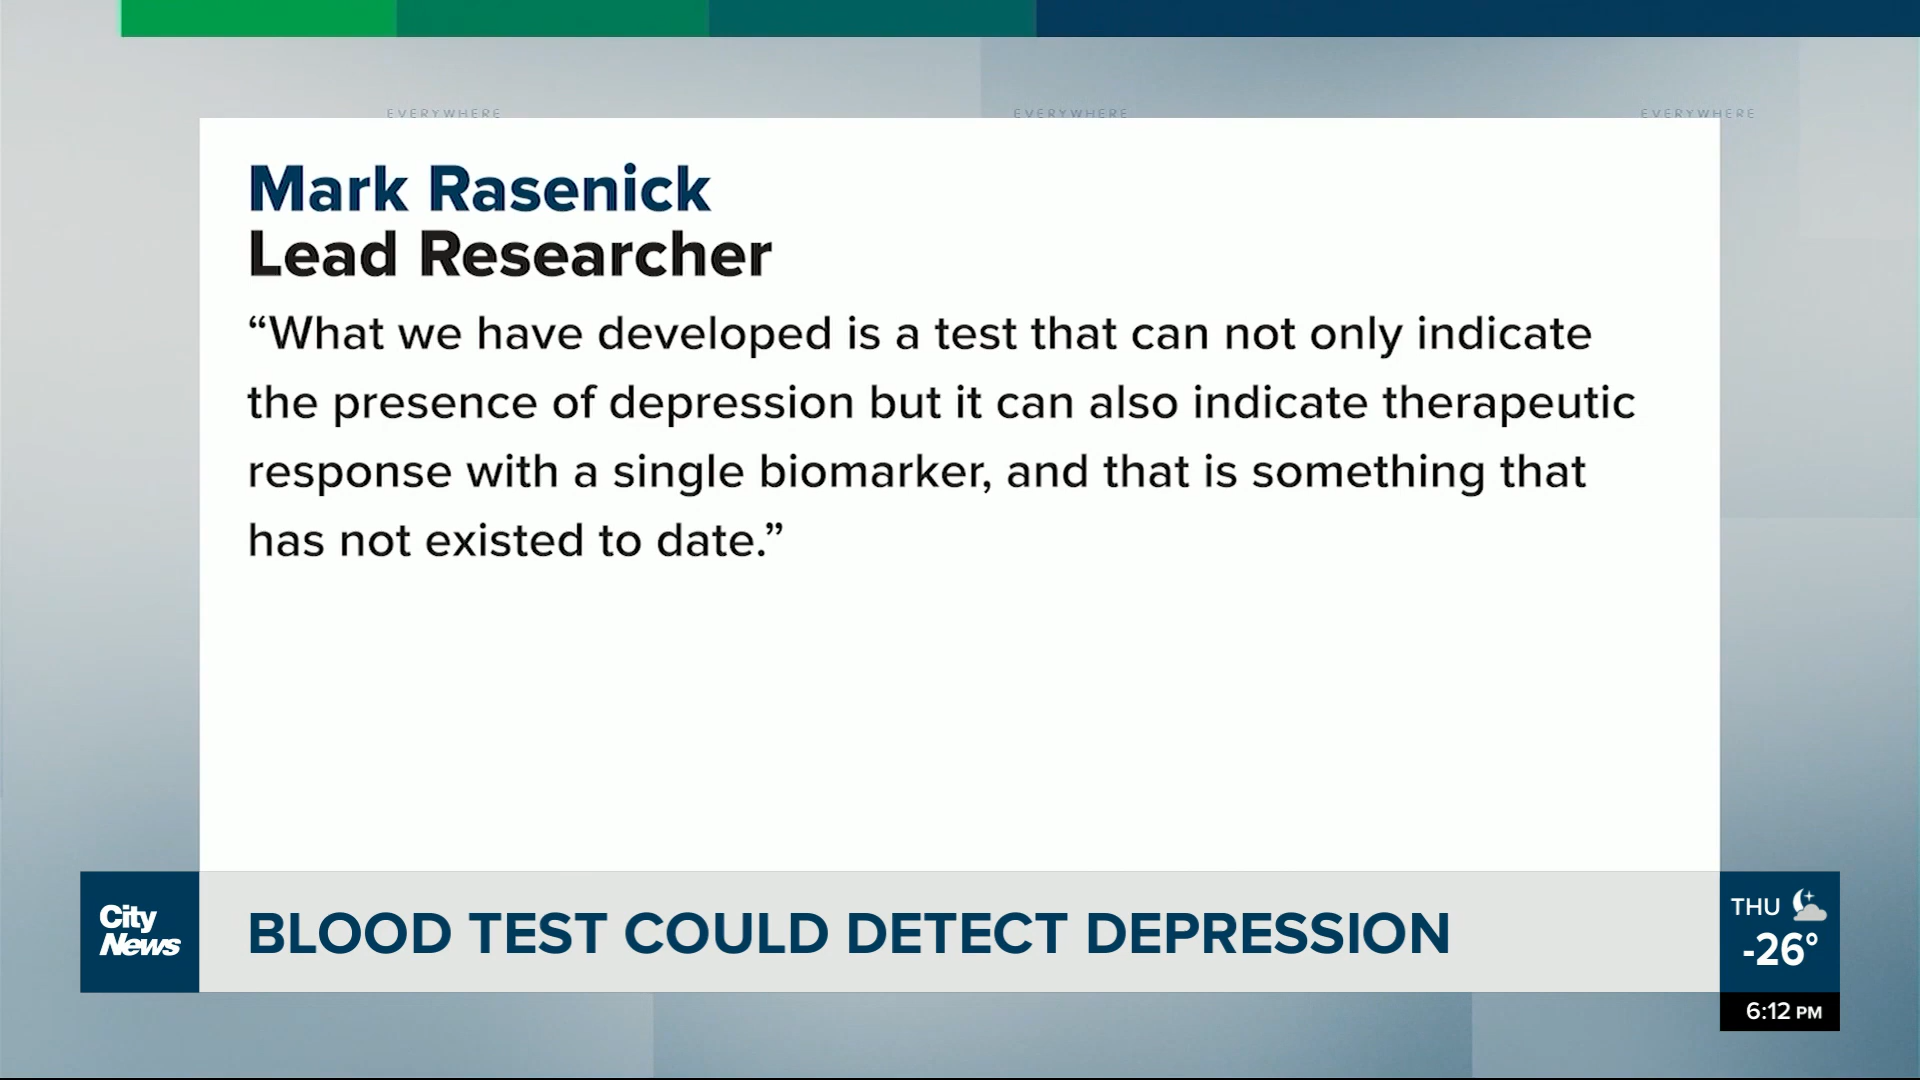 EVERYWHERE EVERYWHERE EVERYWHERE
Mark Rasenick
Lead Researcher
“What we have developed is a test that can not only indicate
the presence of depression but it can also indicate therapeutic
response with a single biomarker, and that is something that
has not existed to date.”
City
News
BLOOD TEST COULD DETECT DEPRESSION
THU
-26°
6:12 PM